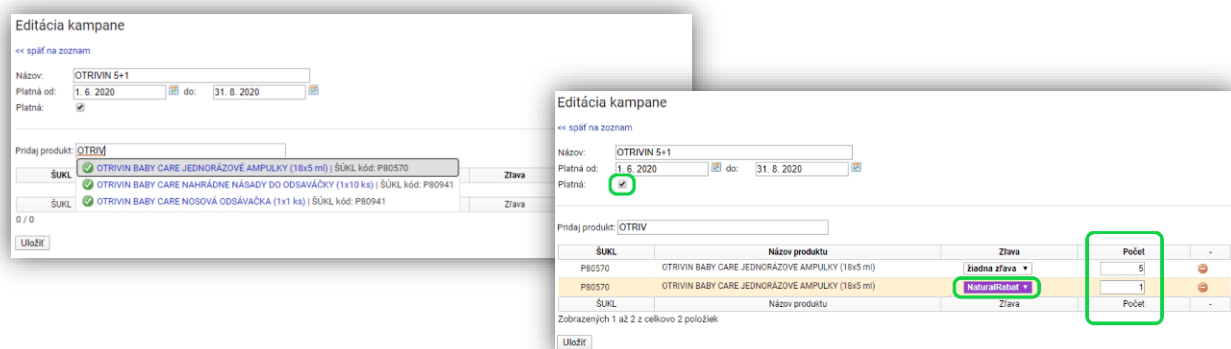 Editácia kampane
<< späť na zoznam
Názov: OTRIVIN 5+1
Platná od: 1. 6. 2020 do: 31. 8. 2020
Platná:
Pridaj produkt: OTRIV
OTRIVIN BABY CARE JEDNORÁZOVÉ AMPULKY (18x5 ml) | ŠÚKL kód: P80570
ŠUKL Zľava
OTRIVIN BABY CARE NAHRÁDNE NÁSADY DO ODSAVÁČKY (1x10 ks) | ŠÚKL kód: P80941
OTRIVIN BABY CARE NOSOVÁ ODSÁVAČKA (1x1 ks) | ŠÚKL kód: P80941
ŠUKL Zľava
0 / 0
Uložiť
Editácia kampane
<< späť na zoznam
Názov: OTRIVIN 5+1
Platná od: 1. 6. 2020 do: 31. 8. 2020
Platná:
Pridaj produkt: OTRIV
ŠUKL Názov produktu Zľava Počet -
P80570 OTRIVIN BABY CARE JEDNORÁZOVÉ AMPULKY (18x5 ml) žiadna zľava 5
P80570 OTRIVIN BABY CARE JEDNORÁZOVÉ AMPULKY (18x5 ml) NaturalRabat 1
ŠUKL Názov produktu Zľava Počet -
Zobrazených 1 až 2 z celkovo 2 položiek
Uložiť